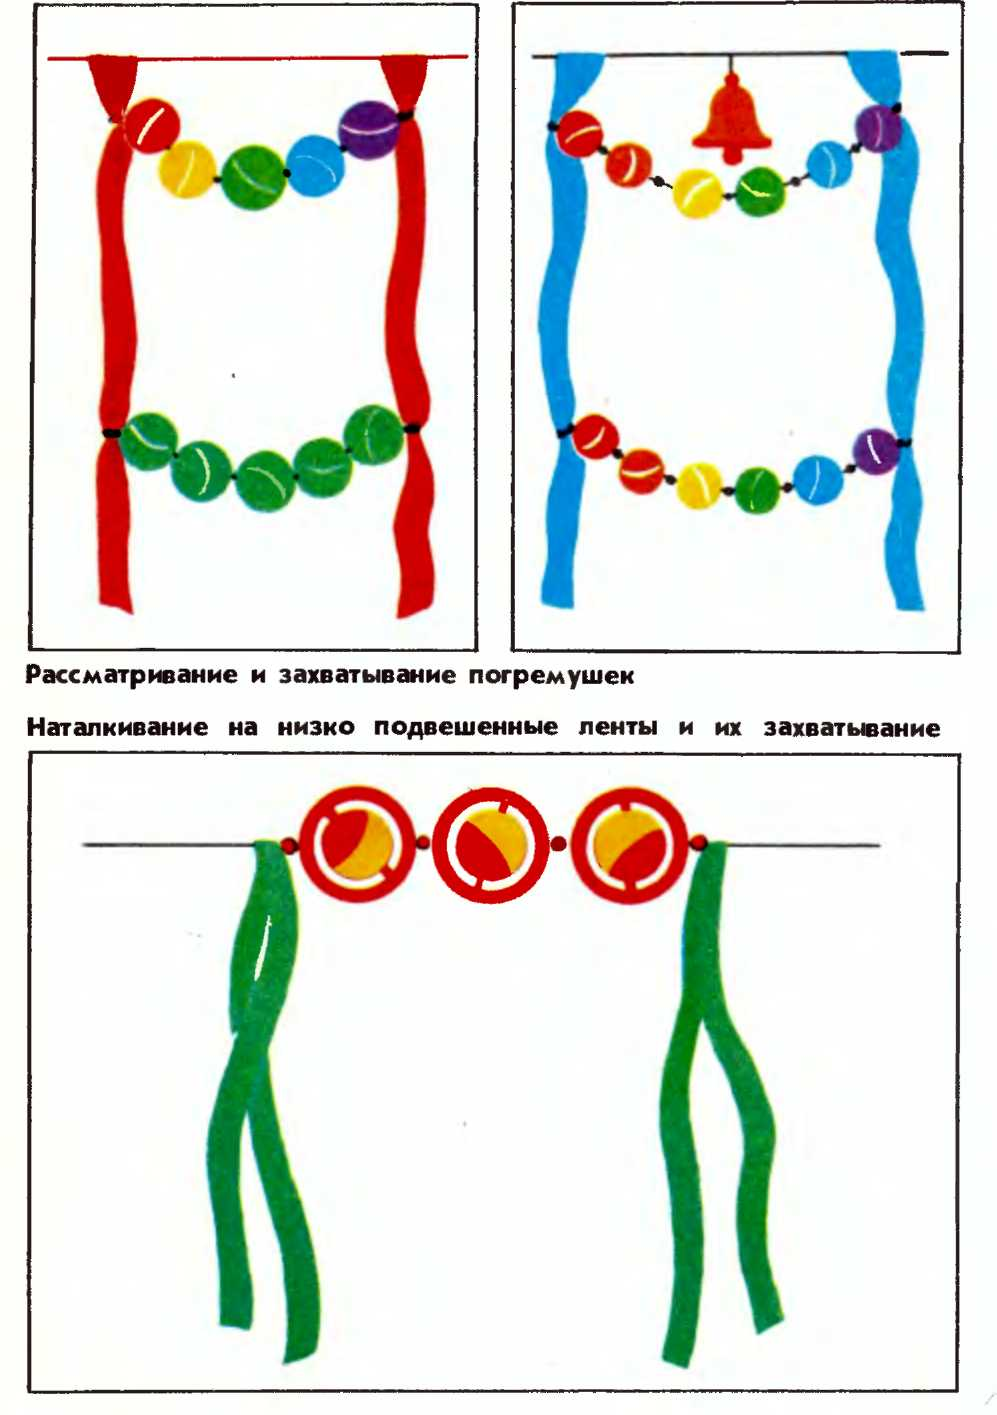 Рассматривание и захватывание погремушек
Наталкивание на низко подвешенные ленты и их захватывание